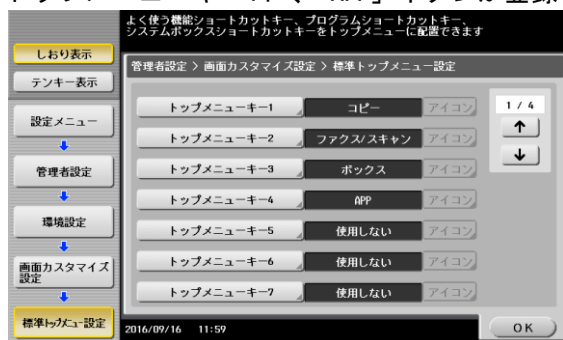 よく使う機能ショートカットキー、プログラムショートカットキー、
システムボックスショートカットキーをトップメニューに配置できます
しおり表示
テンキー表示
管理者設定 > 画面カスタマイズ設定 > 標準トップメニュー設定
設定メニュー
管理者設定
環境設定
画面カスタマイズ
設定
標準トップメニュー設定
トップメニューキー1 コピー アイコン
トップメニューキー2 ファクス/スキャン アイコン
トップメニューキー3 ボックス アイコン
トップメニューキー4 APP アイコン
トップメニューキー5 使用しない アイコン
トップメニューキー6 使用しない アイコン
トップメニューキー7 使用しない アイコン
1 / 4
↑
↓
2016/09/16 11:59
OK